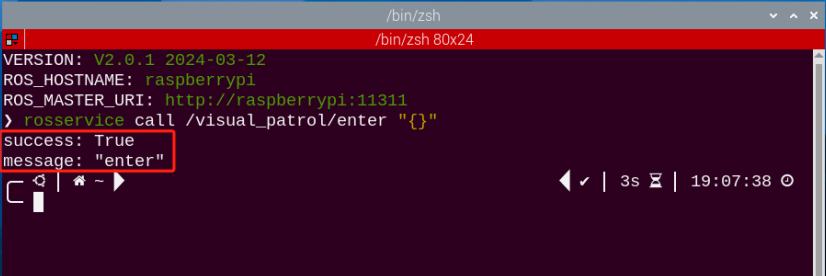 /bin/zsh
/bin/zsh 80x24
VERSION: V2.0.1 2024-03-12
ROS_HOSTNAME: raspberrypi
ROS_MASTER_URI: http://raspberrypi:11311
❯ rosservice call /visual_patrol/enter "{}"
success: True
message: "enter"
~ ✔ | 3s | 19:07:38